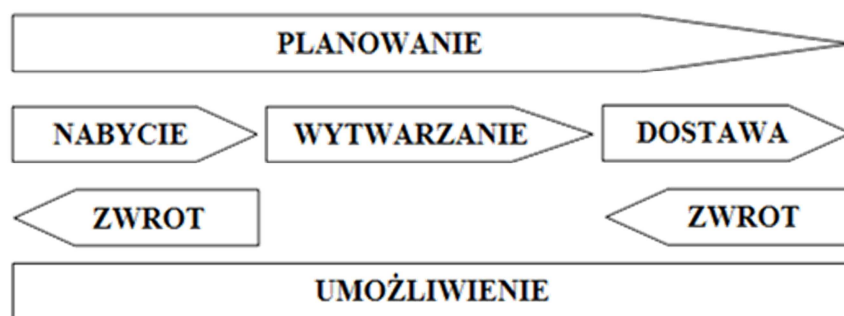 PLANOWANIE
NABYCIE WYTWARZANIE DOSTAWA
ZWROT ZWROT
UMOŻLIWIENIE